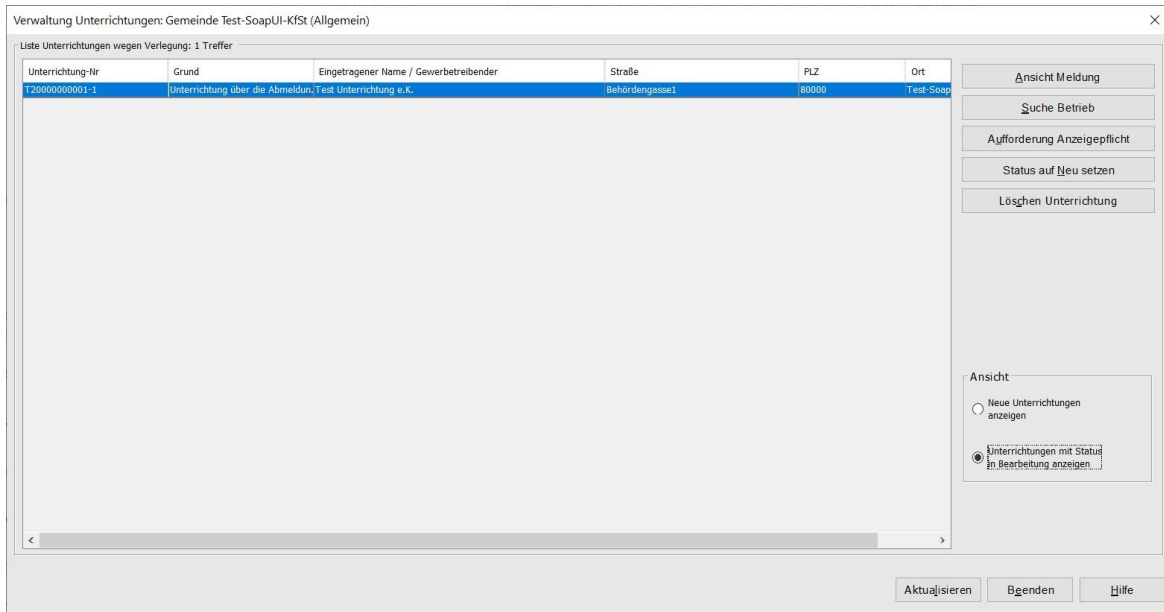 Verwaltung Unterrichtungen: Gemeinde Test-SoapUI-KfSt (Allgemein)
Liste Unterrichtungen wegen Verlegung: 1 Treffer
Unterrichtung-Nr Grund Eingetragener Name / Gewerbetreibender Straße PLZ Ort
T20000000001-1 Unterrichtung über die Abmeldun. Test Unterrichtung e.K. Behördengasse1 80000 Test-Soap
Ansicht Meldung
Suche Betrieb
Aufforderung Anzeigepflicht
Status auf Neu setzen
Löschen Unterrichtung
Ansicht
Neue Unterrichtungen
anzeigen
Unterrichtungen mit Status
in Bearbeitung anzeigen
Aktualisieren Beenden Hilfe